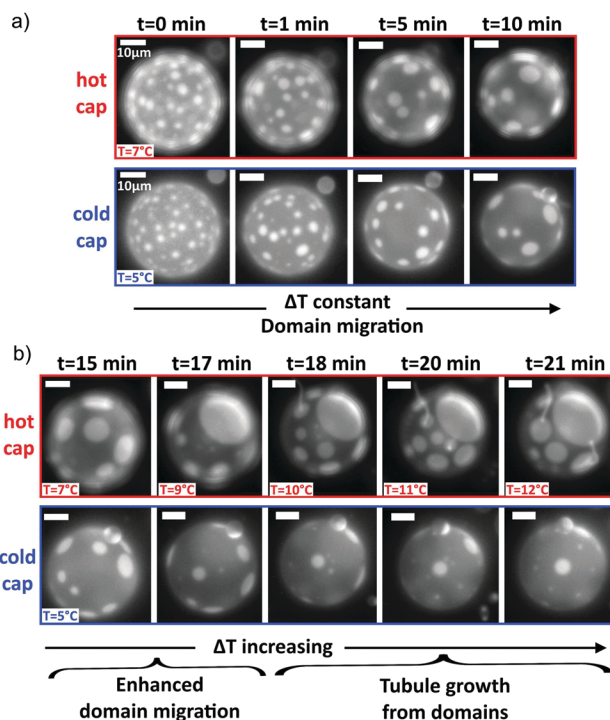 a)
t=0 min t=1 min t=5 min t=10 min
hot
cap
10μm
T=7°C
cold
cap
10μm
T=5°C
ΔT constant
Domain migration
b)
t=15 min t=17 min t=18 min t=20 min t=21 min
hot
cap
T=7°C T=9°C T=10°C T=11°C T=12°C
cold
cap
T=5°C
ΔT increasing
Enhanced
domain migration
Tubule growth
from domains